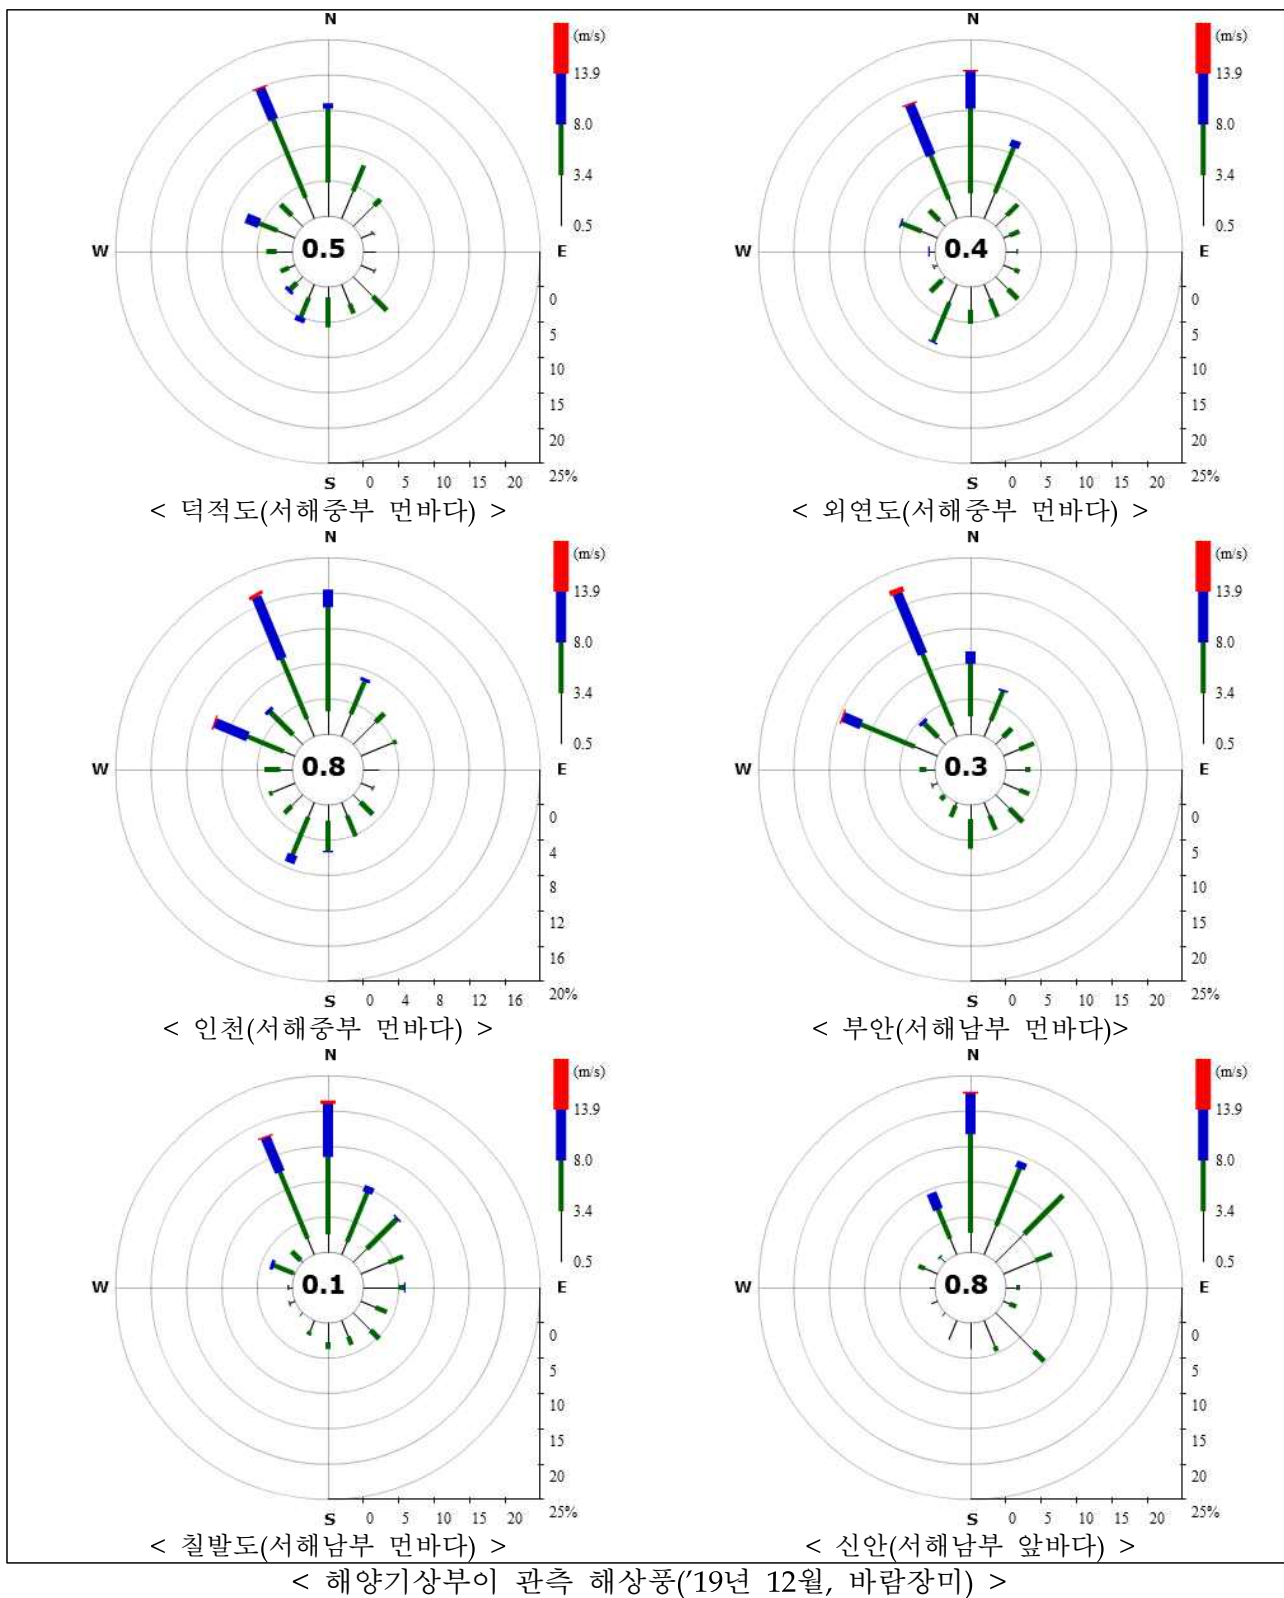 N
(m/s)
13.9
8.0
3.4
0.5
W
0.5
E
0
5
10
15
20
25%
S 0 5 10 15 20
< 덕적도(서해중부 먼바다) >
N
(m/s)
13.9
8.0
3.4
0.5
W
0.4
E
0
5
10
15
20
25%
S 0 5 10 15 20
< 외연도(서해중부 먼바다) >
N
(m/s)
13.9
8.0
3.4
0.5
W
0.8
E
0
4
8
12
16
20%
S 0 4 8 12 16
< 인천(서해중부 먼바다) >
N
(m/s)
13.9
8.0
3.4
0.5
W
0.3
E
0
5
10
15
20
25%
S 0 5 10 15 20
< 부안(서해남부 먼바다)>
N
(m/s)
13.9
8.0
3.4
0.5
W
0.1
E
0
5
10
15
20
25%
S 0 5 10 15 20
< 칠발도(서해남부 먼바다) >
N
(m/s)
13.9
8.0
3.4
0.5
W
0.8
E
0
5
10
15
20
25%
S 0 5 10 15 20
< 신안(서해남부 앞바다) >
< 해양기상부이 관측 해상풍('19년 12월, 바람장미) >